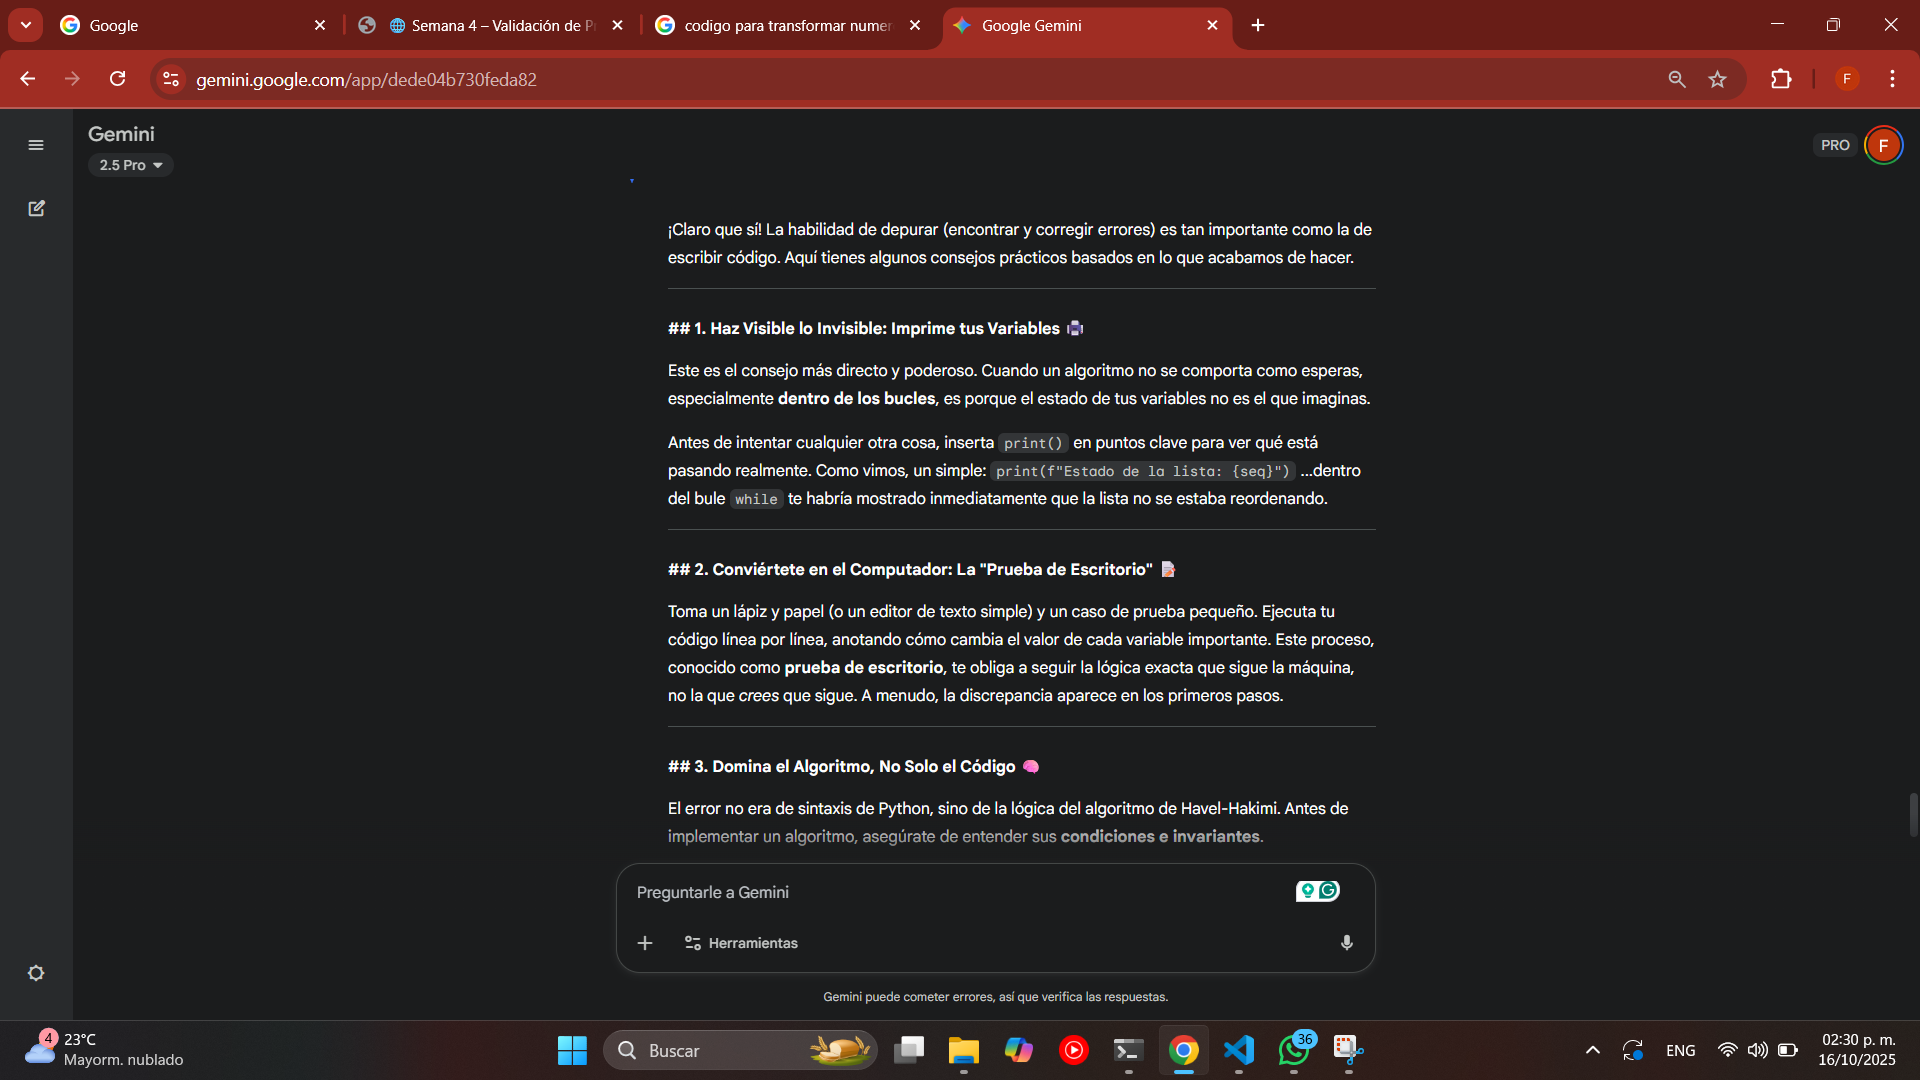 Google
Semana 4 – Validación de P
codigo para transformar numer
Google Gemini
gemini.google.com/app/dede04b730feda82
F
Gemini
2.5 Pro
PRO
F
¡Claro que sí! La habilidad de depurar (encontrar y corregir errores) es tan importante como la de
escribir código. Aquí tienes algunos consejos prácticos basados en lo que acabamos de hacer.
## 1. Haz Visible lo Invisible: Imprime tus Variables
Este es el consejo más directo y poderoso. Cuando un algoritmo no se comporta como esperas,
especialmente dentro de los bucles, es porque el estado de tus variables no es el que imaginas.
Antes de intentar cualquier otra cosa, inserta print() en puntos clave para ver qué está
pasando realmente. Como vimos, un simple: print(f"Estado de la lista: {seq}") ...dentro
del bule while te habría mostrado inmediatamente que la lista no se estaba reordenando.
## 2. Conviértete en el Computador: La "Prueba de Escritorio"
Toma un lápiz y papel (o un editor de texto simple) y un caso de prueba pequeño. Ejecuta tu
código línea por línea, anotando cómo cambia el valor de cada variable importante. Este proceso,
conocido como prueba de escritorio, te obliga a seguir la lógica exacta que sigue la máquina,
no la que crees que sigue. A menudo, la discrepancia aparece en los primeros pasos.
## 3. Domina el Algoritmo, No Solo el Código
El error no era de sintaxis de Python, sino de la lógica del algoritmo de Havel-Hakimi. Antes de
implementar un algoritmo, asegúrate de entender sus condiciones e invariantes.
Preguntarle a Gemini
Herramientas
Gemini puede cometer errores, así que verifica las respuestas.
4
23°C
Mayorm. nublado
Buscar
36
ENG
02:30 p. m.
16/10/2025